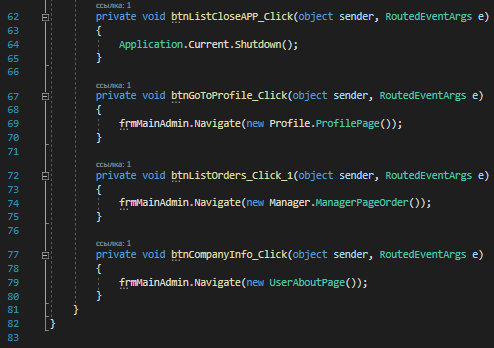 ссылка: 1
62 private void btnListCloseAPP_Click(object sender, RoutedEventArgs e)
63 {
64 Application.Current.Shutdown();
65 }
66
ссылка: 1
67 private void btnGoToProfile_Click(object sender, RoutedEventArgs e)
68 {
69 frmMainAdmin.Navigate(new Profile.ProfilePage());
70 }
71
ссылка: 1
72 private void btnListOrders_Click_1(object sender, RoutedEventArgs e)
73 {
74 frmMainAdmin.Navigate(new Manager.ManagerPageOrder());
75 }
76
ссылка: 1
77 private void btnCompanyInfo_Click(object sender, RoutedEventArgs e)
78 {
79 frmMainAdmin.Navigate(new UserAboutPage());
80 }
81 }
82 }
83